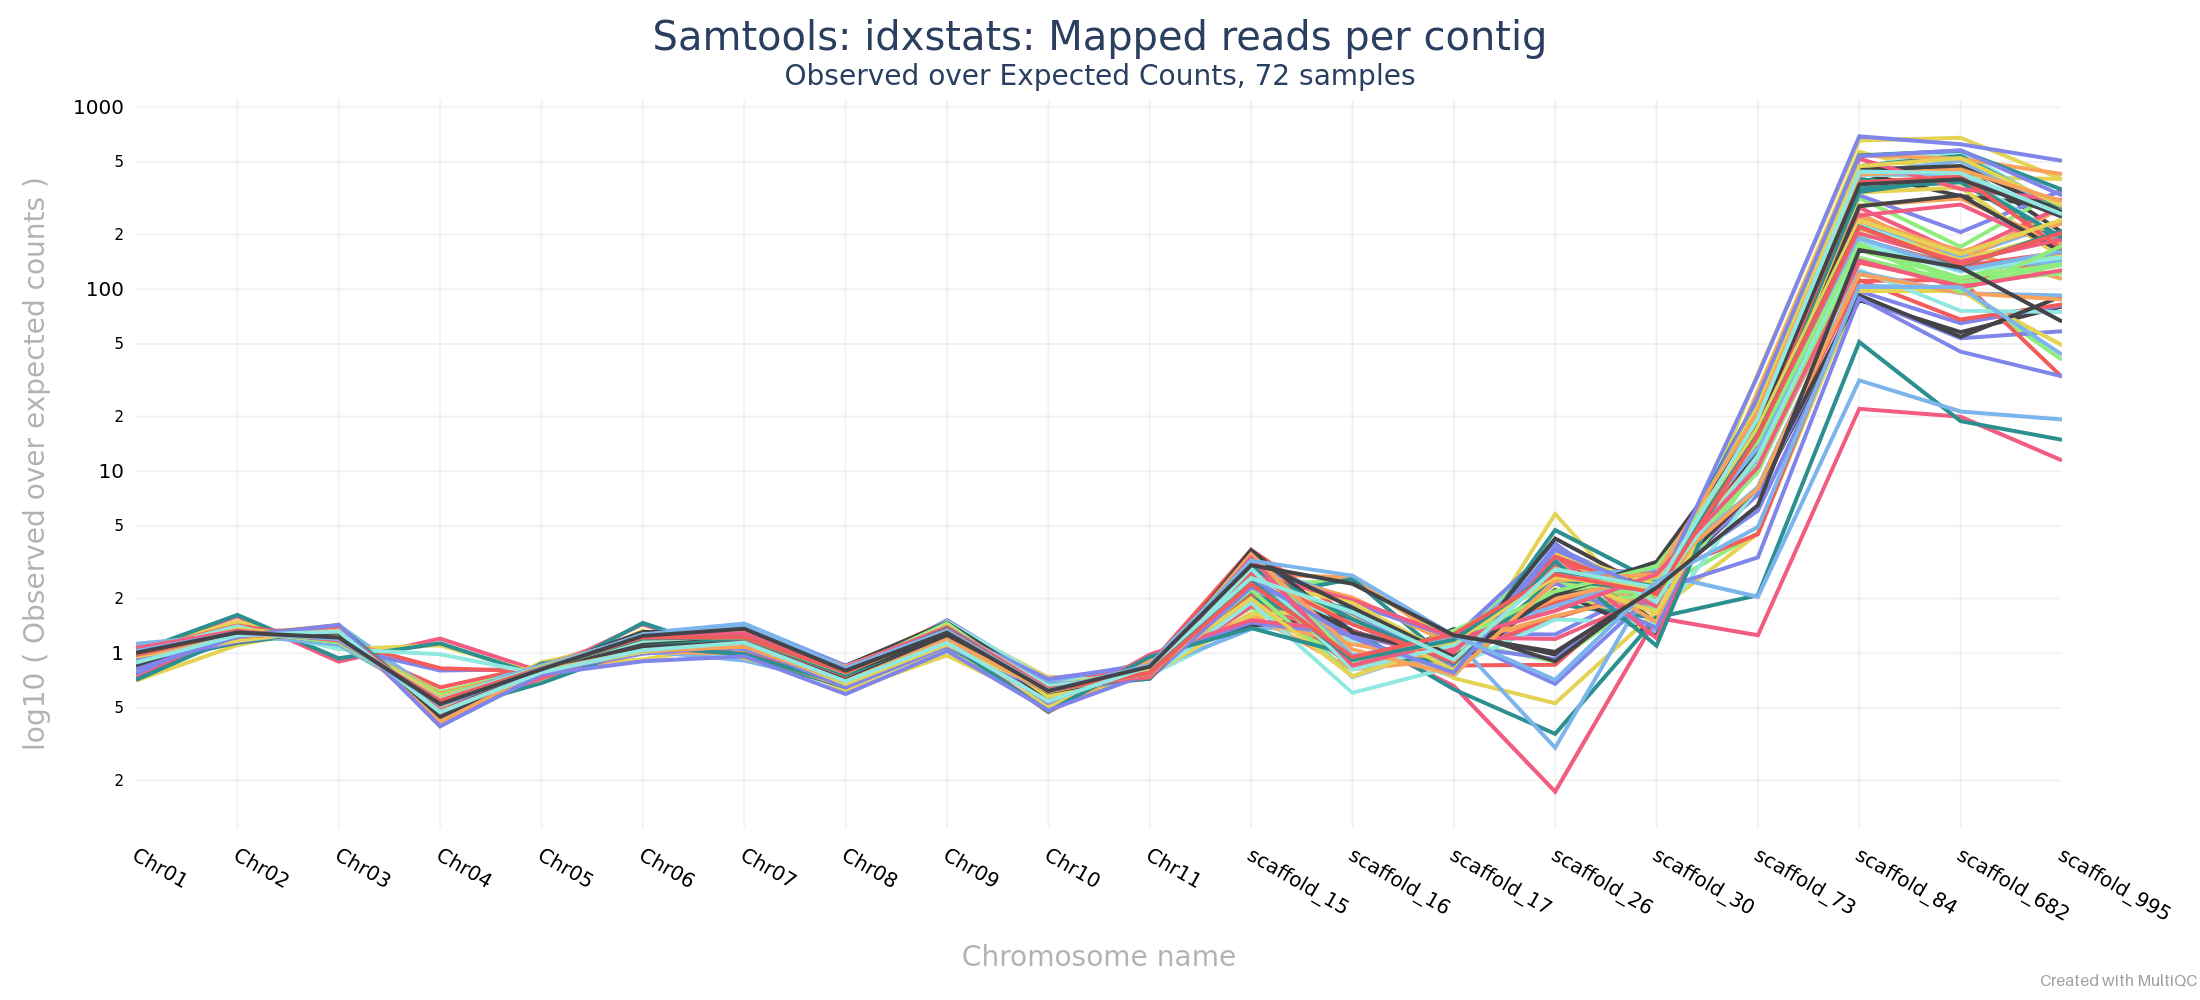 Samtools: idxstats: Mapped reads per contig
Observed over Expected Counts, 72 samples
log10 ( Observed over expected counts )
1000
5
2
100
5
2
10
5
2
1
5
2
Chr01
Chr02
Chr03
Chr04
Chr05
Chr06
Chr07
Chr08
Chr09
Chr10
Chr11
scaffold_15
scaffold_16
scaffold_17
scaffold_26
scaffold_30
scaffold_73
scaffold_84
scaffold_682
scaffold_995
Chromosome name
Created with MultiQC